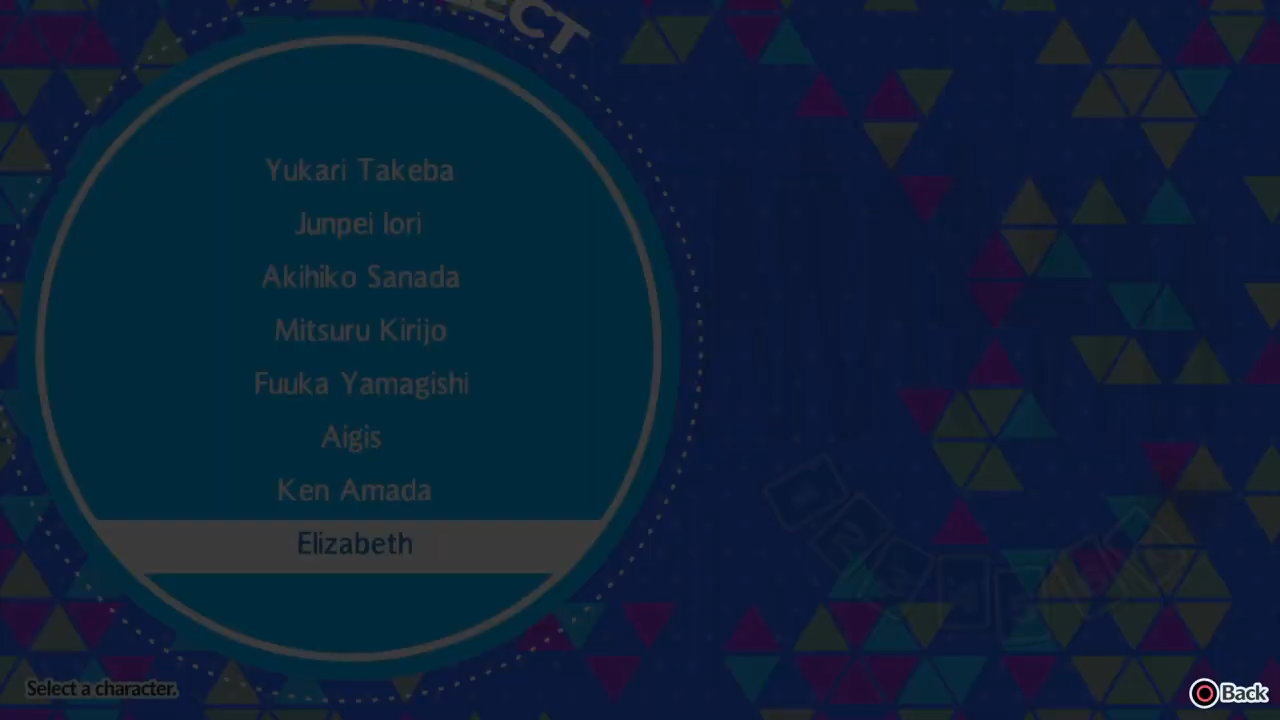 Yukari Takeba
Junpei Iori
Akihiko Sanada
Mitsuru Kirijo
Fuuka Yamagishi
Aigis
Ken Amada
Elizabeth
Select a character.
Back